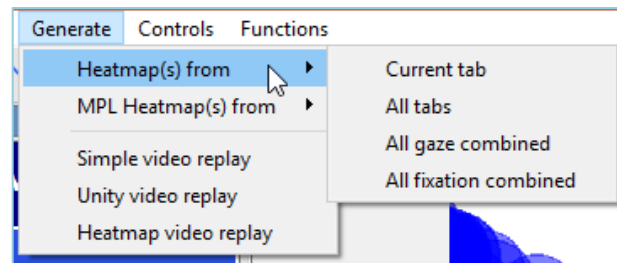 Generate Controls Functions
Heatmap(s) from
MPL Heatmap(s) from
Simple video replay
Unity video replay
Heatmap video replay
Current tab
All tabs
All gaze combined
All fixation combined